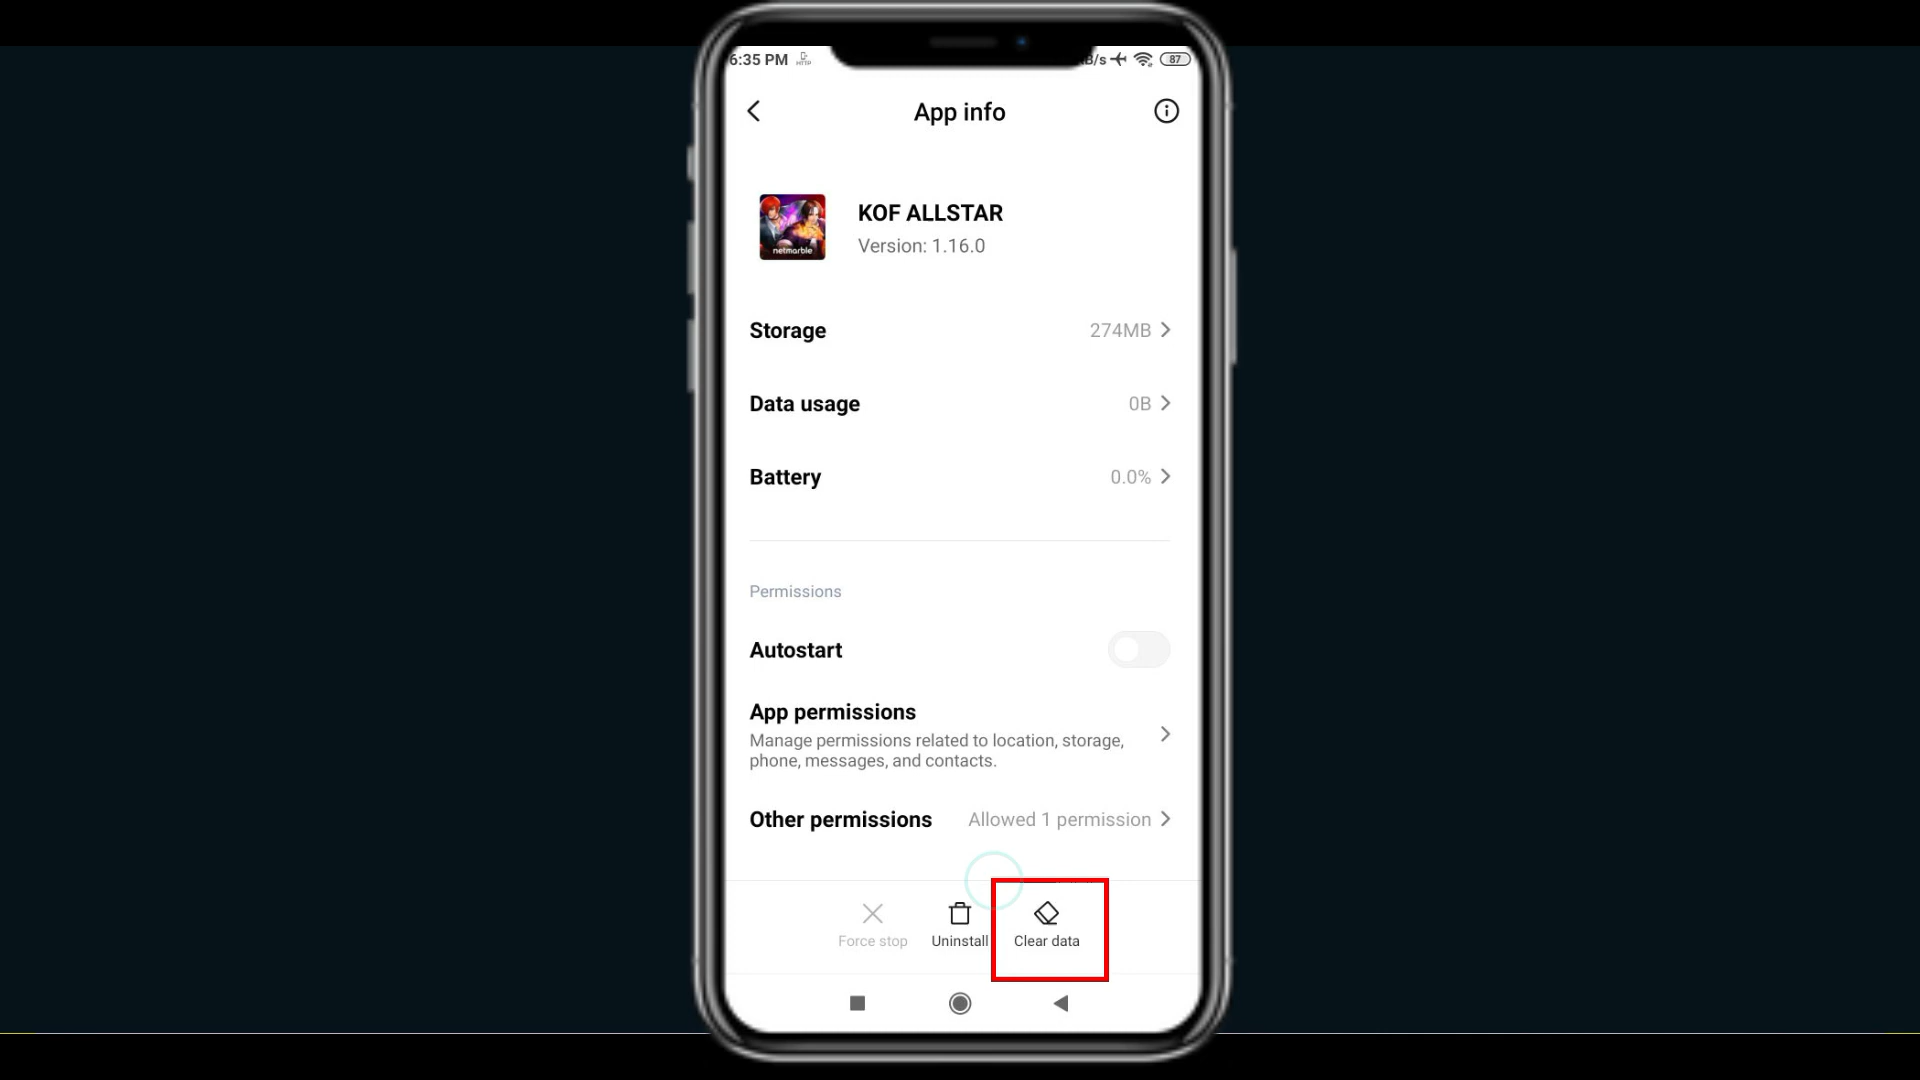 6:35 PM
HTTP
B/s
87
App info
netmarble
KOF ALLSTAR
Version: 1.16.0
Storage
274MB
Data usage
0B
Battery
0.0%
Permissions
Autostart
App permissions
Manage permissions related to location, storage,
phone, messages, and contacts.
Other permissions
Allowed 1 permission
Force stop
Uninstall
Clear data